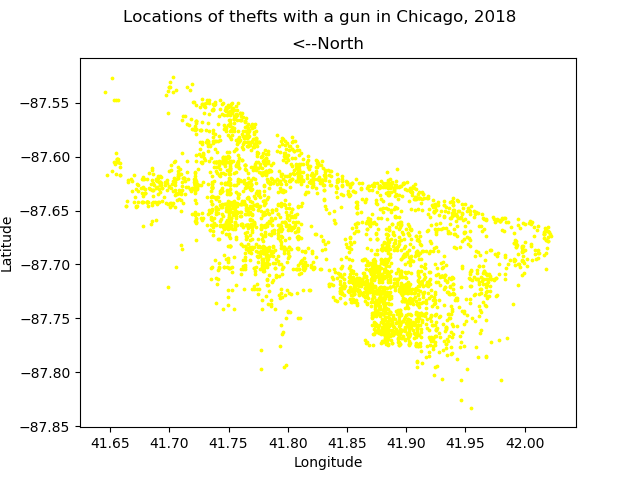 Locations of thefts with a gun in Chicago, 2018
<--North
−87.55
−87.60
−87.65
−87.70
−87.75
−87.80
−87.85
Latitude
41.65 41.70 41.75 41.80 41.85 41.90 41.95 42.00
Longitude